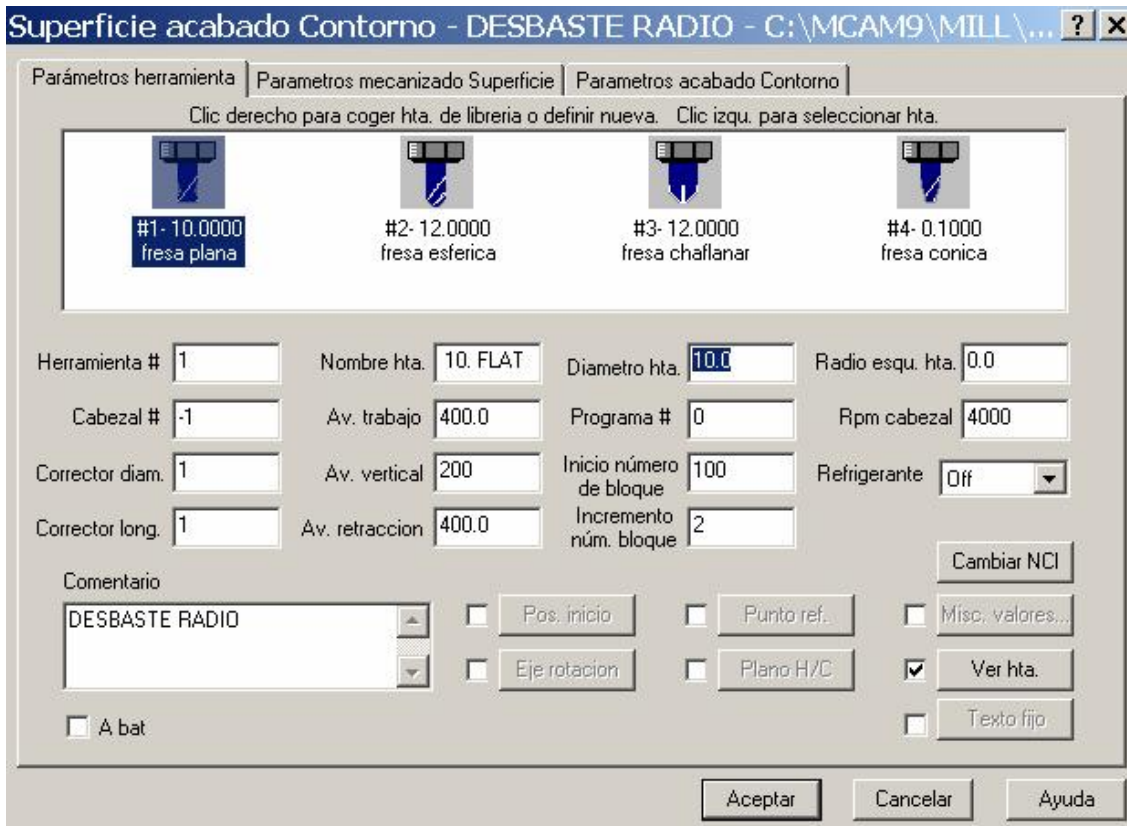 Superficie acabado Contorno - DESBASTE RADIO - C:\MCAM9\MILL\...
Parámetros herramienta Parametros mecanizado Superficie Parametros acabado Contorno
Clic derecho para coger hta. de libreria o definir nueva. Clic izqu. para seleccionar hta.
#1- 10.0000 #2- 12.0000 #3- 12.0000 #4- 0.1000
fresa plana fresa esferica fresa chaflanar fresa conica
Herramienta # 1 Nombre hta. 10. FLAT Diametro hta. 10.0 Radio esqu. hta. 0.0
Cabezal # -1 Av. trabajo 400.0 Programa # 0 Rpm cabezal 4000
Corrector diam. 1 Av. vertical 200 Inicio número de bloque 100 Refrigerante Off
Corrector long. 1 Av. retraccion 400.0 Incremento núm. bloque 2
Cambiar NCI
Comentario
DESBASTE RADIO Pos. inicio Punto ref. Misc. valores...
Eje rotacion Plano H/C Ver hta.
A bat Texto fijo
Aceptar Cancelar Ayuda